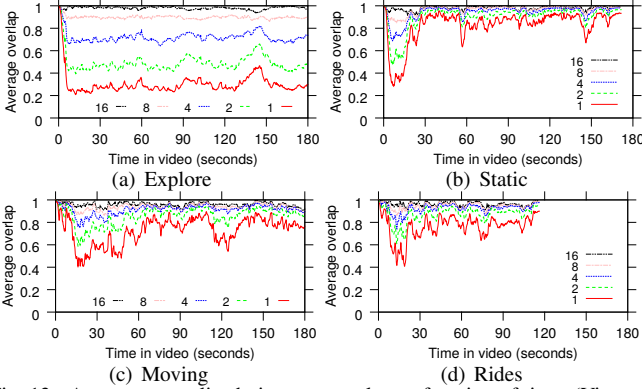 Average overlap
1
0.8
0.6
0.4
0.2
0
16 8 4 2 1
0 30 60 90 120 150 180
Time in video (seconds)
(a) Explore
Average overlap
1
0.8
0.6
0.4
0.2
0
16
8
4
2
1
0 30 60 90 120 150 180
Time in video (seconds)
(b) Static
Average overlap
1
0.8
0.6
0.4
0.2
0
16 8 4 2 1
0 30 60 90 120 150 180
Time in video (seconds)
(c) Moving
Average overlap
1
0.8
0.6
0.4
0.2
0
16
8
4
2
1
0 30 60 90 120 150 180
Time in video (seconds)
(d) Rides